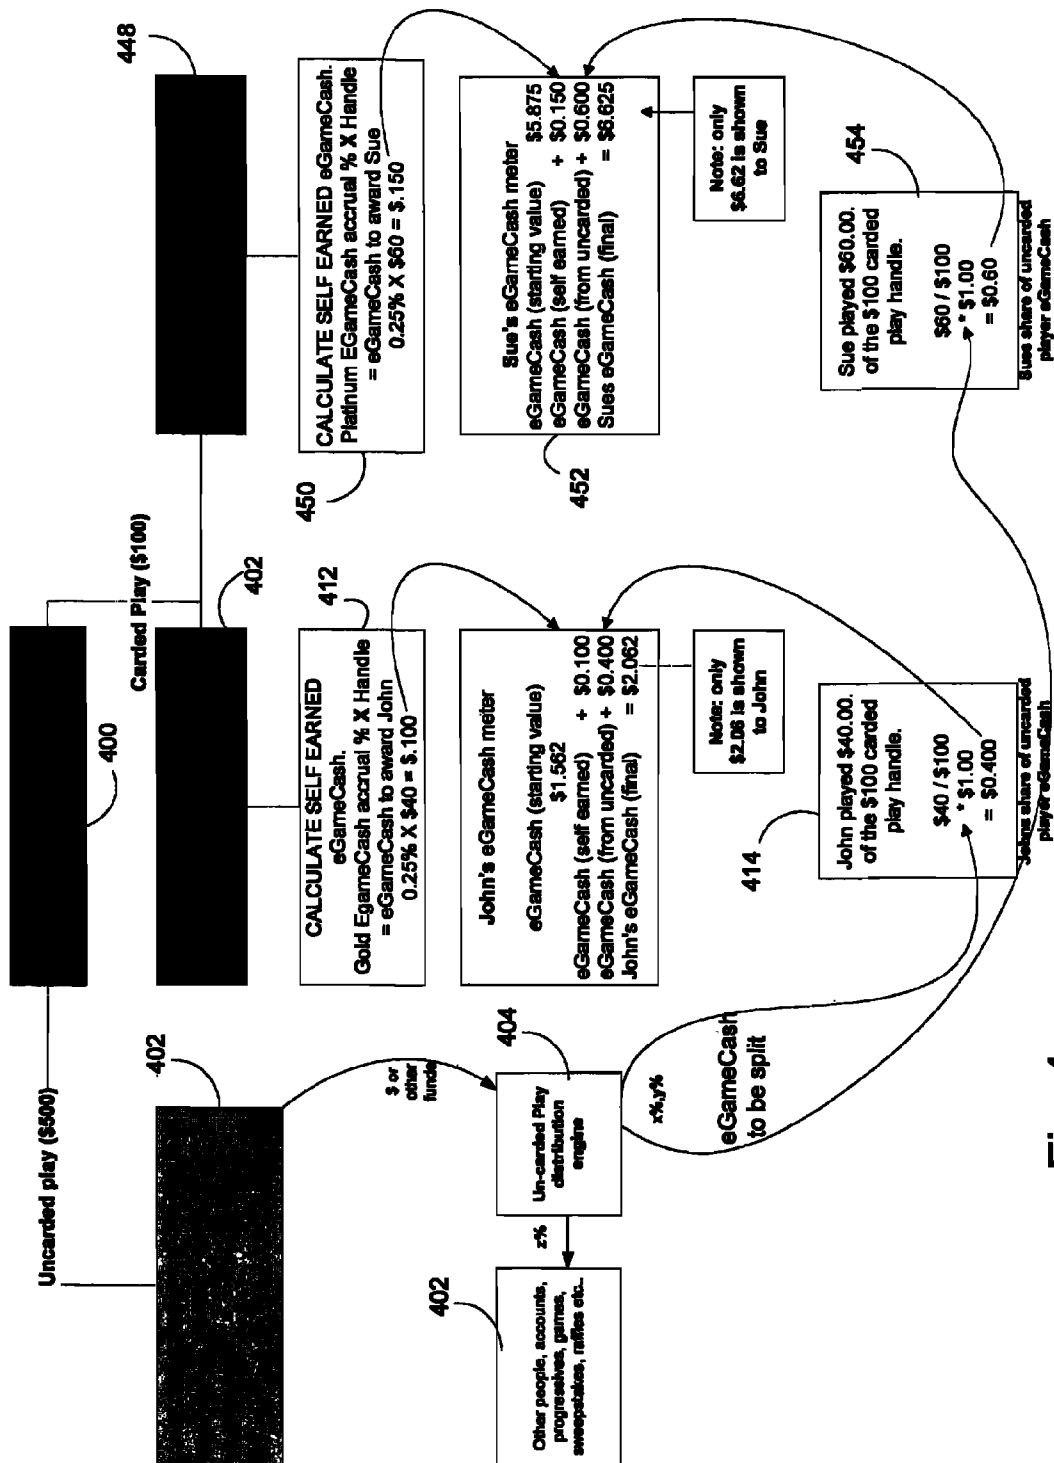 400
Uncarded play ($500)
Carded Play ($100)
402
402
448
CALCULATE SELF EARNED
eGameCash.
Gold EgameCash accrual % X Handle
= eGameCash to award John
0.25% X $40 = $.100
412
CALCULATE SELF EARNED eGameCash.
Platinum EGameCash accrual % X Handle
= eGameCash to award Sue
0.25% X $60 = $.150
450
$ or
other
funds
404
Un-carded Play
distribution
engine
z%
402
Other people, accounts,
progressives, games,
sweepstakes, raffles etc..
x%,y%
eGameCash
to be split
John's eGameCash meter
eGameCash (starting value)
$1.562
eGameCash (self earned) + $0.100
eGameCash (from uncarded) + $0.400
John's eGameCash (final) = $2.062
Note: only
$2.06 is shown
to John
Sue's eGameCash meter
eGameCash (starting value) $5.875
eGameCash (self earned) + $0.150
eGameCash (from uncarded) + $0.600
Sues eGameCash (final) = $6.625
452
Note: only
$6.62 is shown
to Sue
414
John played $40.00.
of the $100 carded
play handle.
$40 / $100
* $1.00
= $0.400
Johns share of uncarded
player eGameCash
454
Sue played $60.00.
of the $100 carded
play handle.
$60 / $100
* $1.00
= $0.60
Sues share of uncarded
player eGameCash